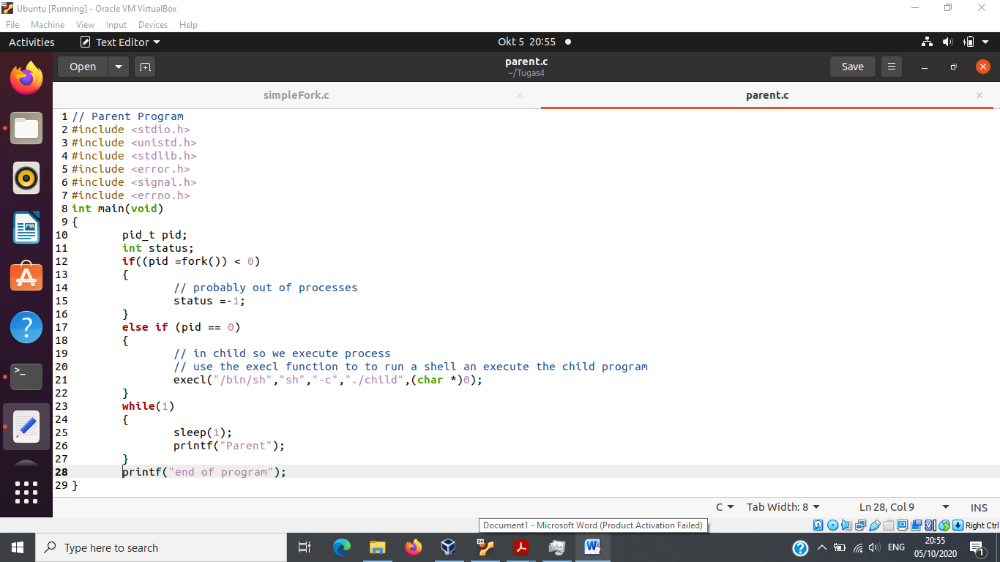 Ubuntu [Running] - Oracle VM VirtualBox
File Machine View Input Devices Help
Activities Text Editor Okt 5 20:55
Open parent.c Save
~/Tugas4
simpleFork.c parent.c
1 // Parent Program
2 #include <stdio.h>
3 #include <unistd.h>
4 #include <stdlib.h>
5 #include <error.h>
6 #include <signal.h>
7 #include <errno.h>
8 int main(void)
9 {
10 pid_t pid;
11 int status;
12 if((pid =fork()) < 0)
13 {
14 // probably out of processes
15 status =-1;
16 }
17 else if (pid == 0)
18 {
19 // in child so we execute process
20 // use the execl function to to run a shell an execute the child program
21 execl("/bin/sh","sh","-c","./child",(char *)0);
22 }
23 while(1)
24 {
25 sleep(1);
26 printf("Parent");
27 }
28 printf("end of program");
29 }
C Tab Width: 8 Ln 28, Col 9 INS
Document1 - Microsoft Word (Product Activation Failed)
Right Ctrl
Type here to search
ENG
20:55
05/10/2020
1